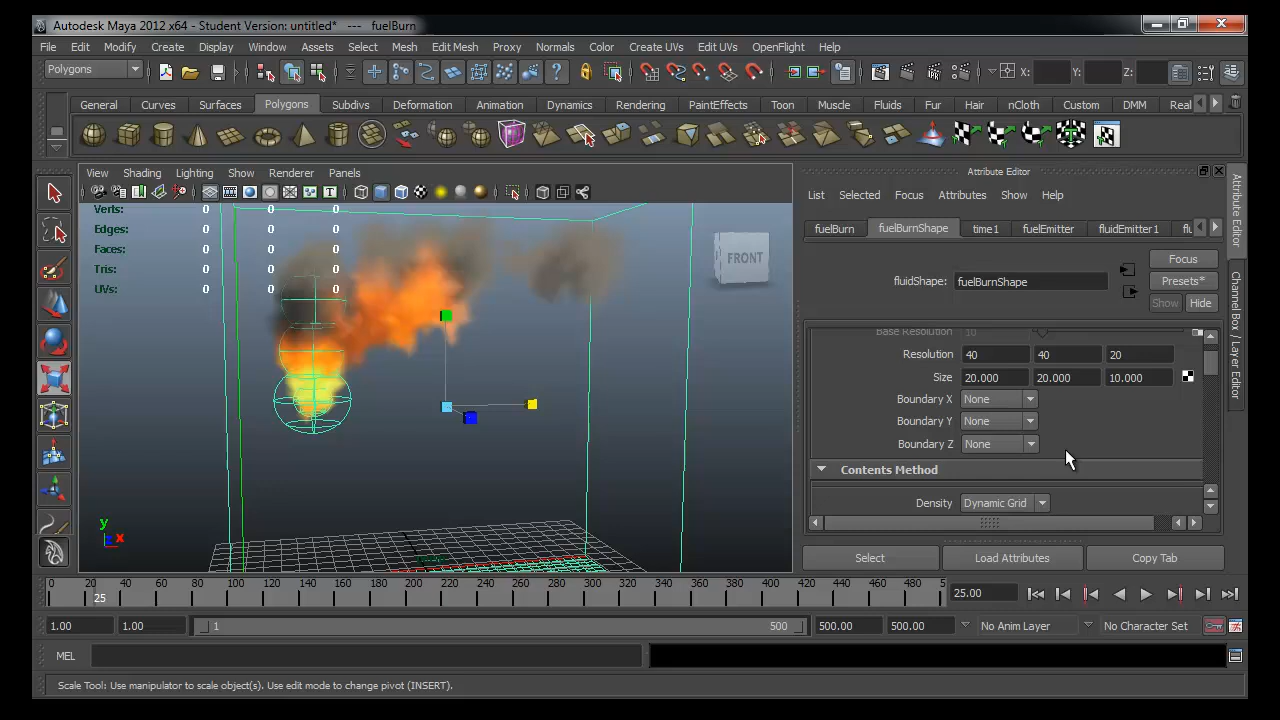 Autodesk Maya 2012 x64 - Student Version: untitled* --- fuelBurn
File Edit Modify Create Display Window Assets Select Mesh Edit Mesh Proxy Normals Color Create UVs Edit UVs OpenFlight Help
Polygons X: Y: Z:
General Curves Surfaces Polygons Subdivs Deformation Animation Dynamics Rendering PaintEffects Toon Muscle Fluids Fur Hair nCloth Custom DMM Real
View Shading Lighting Show Renderer Panels
Verts: 0 0 0
Edges: 0 0 0
Faces: 0 0 0
Tris: 0 0 0
UVs: 0 0 0
FRONT
y
z x
Attribute Editor
List Selected Focus Attributes Show Help
fuelBurn fuelBurnShape time1 fuelEmitter fluidEmitter1 flu
Focus
fluidShape: fuelBurnShape Presets*
Show Hide
Base Resolution 10
Resolution 40 40 20
Size 20.000 20.000 10.000
Boundary X None
Boundary Y None
Boundary Z None
Contents Method
Density Dynamic Grid
Select Load Attributes Copy Tab
Attribute Editor
Channel Box / Layer Editor
0 20 40 60 80 100 120 140 160 180 200 220 240 260 280 300 320 340 360 380 400 420 440 460 480 5
25 25.00
1.00 1.00 1 500 500.00 500.00 No Anim Layer No Character Set
MEL
Scale Tool: Use manipulator to scale object(s). Use edit mode to change pivot (INSERT).